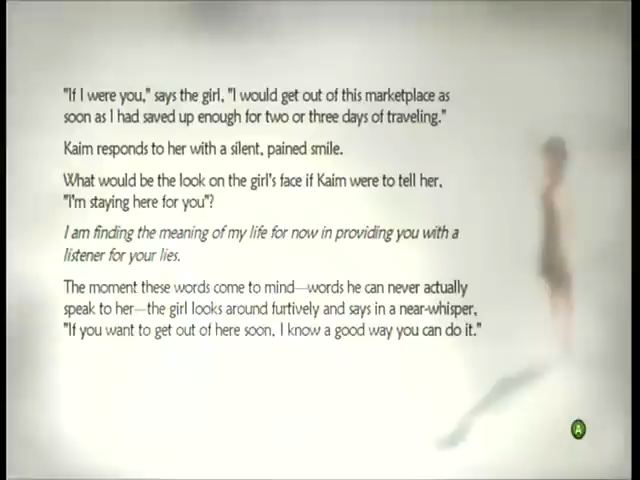 "If I were you," says the girl, "I would get out of this marketplace as
soon as I had saved up enough for two or three days of traveling."
Kaim responds to her with a silent, pained smile.
What would be the look on the girl's face if Kaim were to tell her,
"I'm staying here for you"?
I am finding the meaning of my life for now in providing you with a
listener for your lies.
The moment these words come to mind—words he can never actually
speak to her—the girl looks around furtively and says in a near-whisper,
"If you want to get out of here soon, I know a good way you can do it."
A